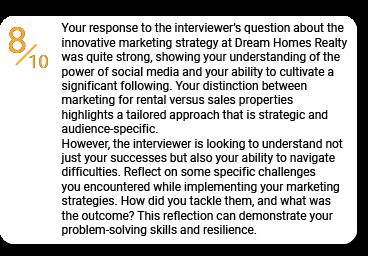 8/10
Your response to the interviewer's question about the
innovative marketing strategy at Dream Homes Realty
was quite strong, showing your understanding of the
power of social media and your ability to cultivate a
significant following. Your distinction between
marketing for rental versus sales properties
highlights a tailored approach that is strategic and
audience-specific.
However, the interviewer is looking to understand not
just your successes but also your ability to navigate
difficulties. Reflect on some specific challenges
you encountered while implementing your marketing
strategies. How did you tackle them, and what was
the outcome? This reflection can demonstrate your
problem-solving skills and resilience.